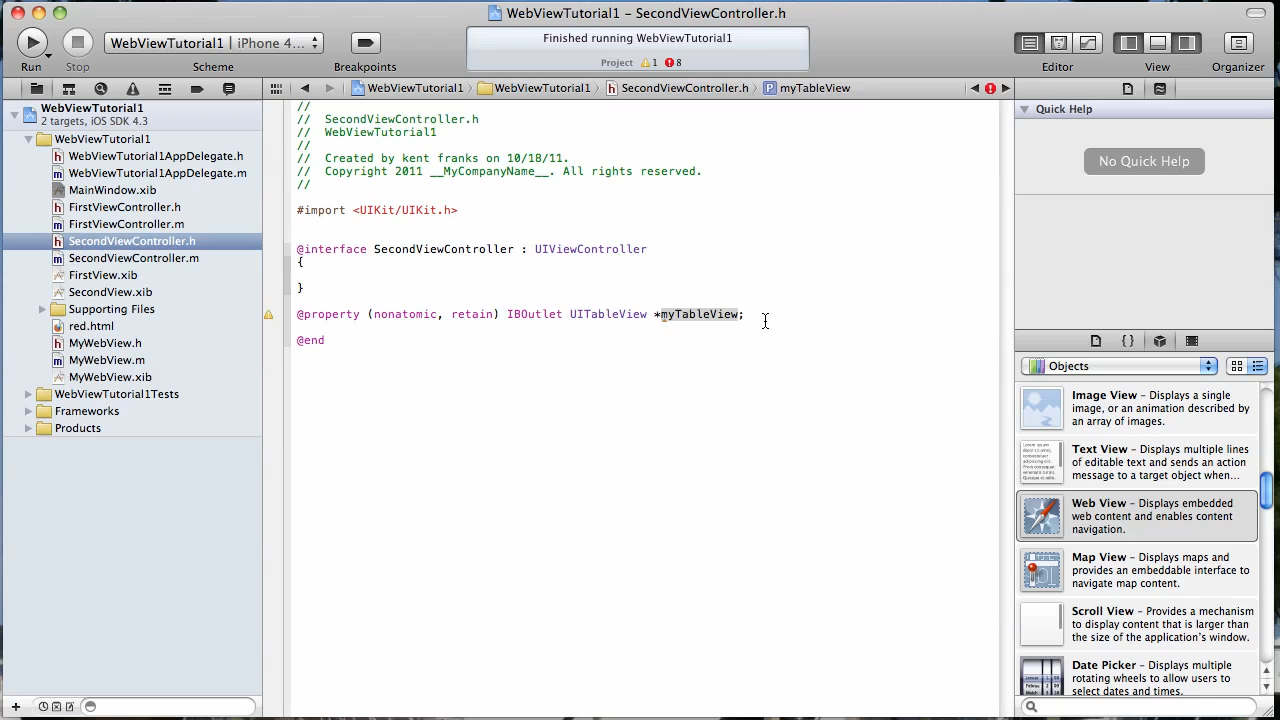 WebViewTutorial1 – SecondViewController.h
Run
Stop
WebViewTutorial1 | iPhone 4...
Scheme
Breakpoints
Finished running WebViewTutorial1
Project 1 8
Editor
View
Organizer
WebViewTutorial1 〉 WebViewTutorial1 〉 SecondViewController.h 〉 P myTableView
WebViewTutorial1
2 targets, iOS SDK 4.3
WebViewTutorial1
h WebViewTutorial1AppDelegate.h
m WebViewTutorial1AppDelegate.m
MainWindow.xib
h FirstViewController.h
m FirstViewController.m
h SecondViewController.h
m SecondViewController.m
FirstView.xib
SecondView.xib
Supporting Files
red.html
h MyWebView.h
m MyWebView.m
MyWebView.xib
WebViewTutorial1Tests
Frameworks
Products
//
// SecondViewController.h
// WebViewTutorial1
//
// Created by kent franks on 10/18/11.
// Copyright 2011 __MyCompanyName__. All rights reserved.
//
#import <UIKit/UIKit.h>
@interface SecondViewController : UIViewController
{
}
@property (nonatomic, retain) IBOutlet UITableView *myTableView;
@end
Quick Help
No Quick Help
{ }
Objects
Image View – Displays a single
image, or an animation described by
an array of images.
Text View – Displays multiple lines
of editable text and sends an action
message to a target object when...
Web View – Displays embedded
web content and enables content
navigation.
Map View – Displays maps and
provides an embeddable interface to
navigate map content.
Scroll View – Provides a mechanism
to display content that is larger than
the size of the application's window.
Date Picker – Displays multiple
rotating wheels to allow users to
select dates and times.